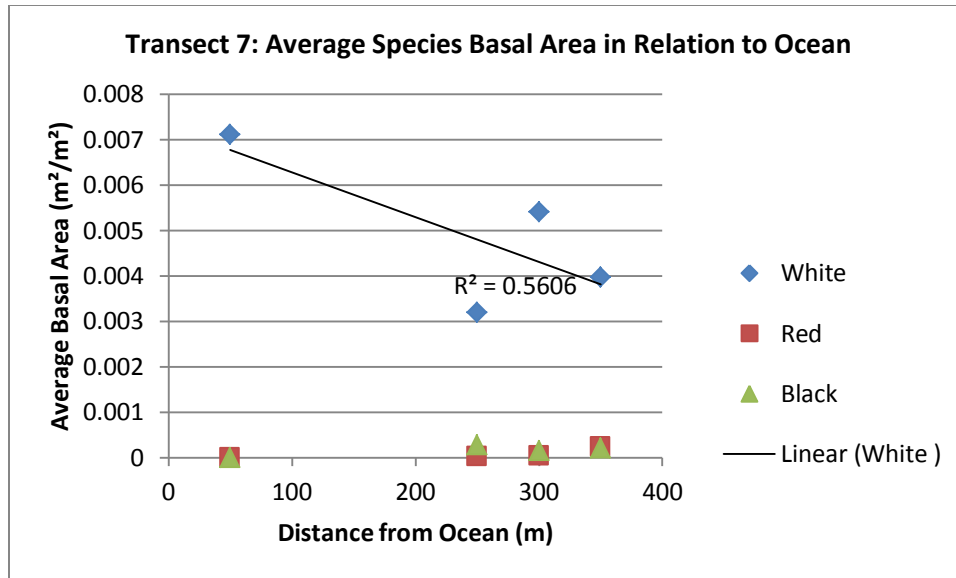 Transect 7: Average Species Basal Area in Relation to Ocean
Average Basal Area (m²/m²)
0.008
0.007
0.006
0.005
0.004
0.003
0.002
0.001
0
R² = 0.5606
0 100 200 300 400
Distance from Ocean (m)
White
Red
Black
Linear (White )